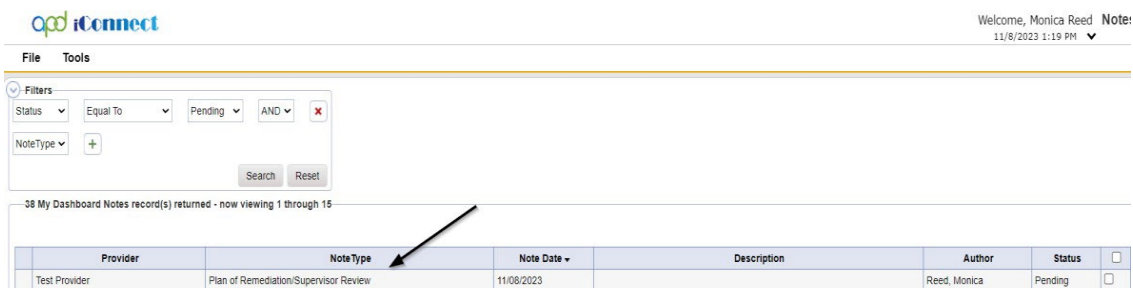 apd iConnect
Welcome, Monica Reed Notes
11/8/2023 1:19 PM
File Tools
Filters
Status Equal To Pending AND
NoteType
Search Reset
38 My Dashboard Notes record(s) returned - now viewing 1 through 15
Provider NoteType Note Date Description Author Status
Test Provider Plan of Remediation/Supervisor Review 11/08/2023 Reed, Monica Pending